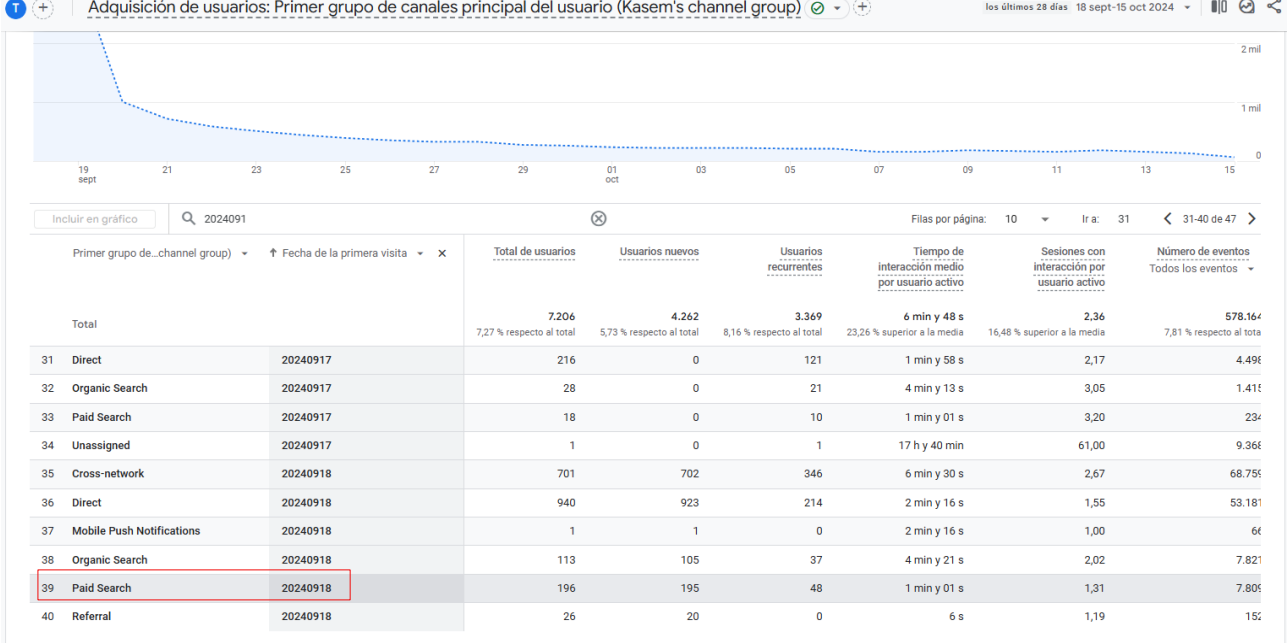 T
Adquisición de usuarios: Primer grupo de canales principal del usuario (Kasem's channel group)
los últimos 28 días 18 sept-15 oct 2024
2 mil
1 mil
0
19 21 23 25 27 29 01 03 05 07 09 11 13 15
sept oct
Incluir en gráfico 2024091 Filas por página: 10 Ir a: 31 31-40 de 47
Primer grupo de…channel group) Fecha de la primera visita Total de usuarios Usuarios nuevos Usuarios Tiempo de Sesiones con Número de eventos
recurrentes interacción medio interacción por Todos los eventos
por usuario activo usuario activo
Total 7.206 4.262 3.369 6 min y 48 s 2,36 578.164
7,27 % respecto al total 5,73 % respecto al total 8,16 % respecto al total 23,26 % superior a la media 16,48 % superior a la media 7,81 % respecto al tota
31 Direct 20240917 216 0 121 1 min y 58 s 2,17 4.498
32 Organic Search 20240917 28 0 21 4 min y 13 s 3,05 1.415
33 Paid Search 20240917 18 0 10 1 min y 01 s 3,20 234
34 Unassigned 20240917 1 0 1 17 h y 40 min 61,00 9.368
35 Cross-network 20240918 701 702 346 6 min y 30 s 2,67 68.759
36 Direct 20240918 940 923 214 2 min y 16 s 1,55 53.181
37 Mobile Push Notifications 20240918 1 1 0 2 min y 16 s 1,00 66
38 Organic Search 20240918 113 105 37 4 min y 21 s 2,02 7.821
39 Paid Search 20240918 196 195 48 1 min y 01 s 1,31 7.809
40 Referral 20240918 26 20 0 6 s 1,19 152